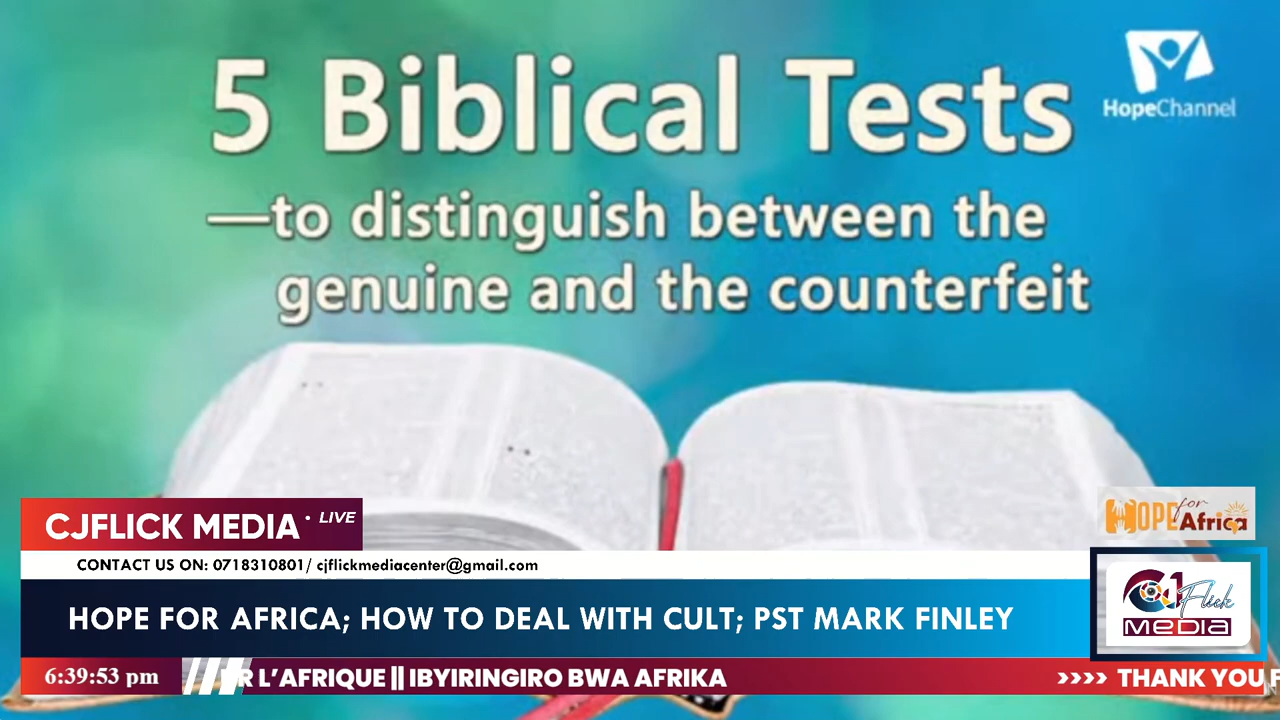 5 Biblical Tests
—to distinguish between the
genuine and the counterfeit
HopeChannel
CJFLICK MEDIA • LIVE
CONTACT US ON: 0718310801/ cjflickmediacenter@gmail.com
HOPE for Africa
HOPE FOR AFRICA; HOW TO DEAL WITH CULT; PST MARK FINLEY
Flick
MEDIA
6:39:53 pm
R L’AFRIQUE || IBYIRINGIRO BWA AFRIKA
>>>> THANK YOU F